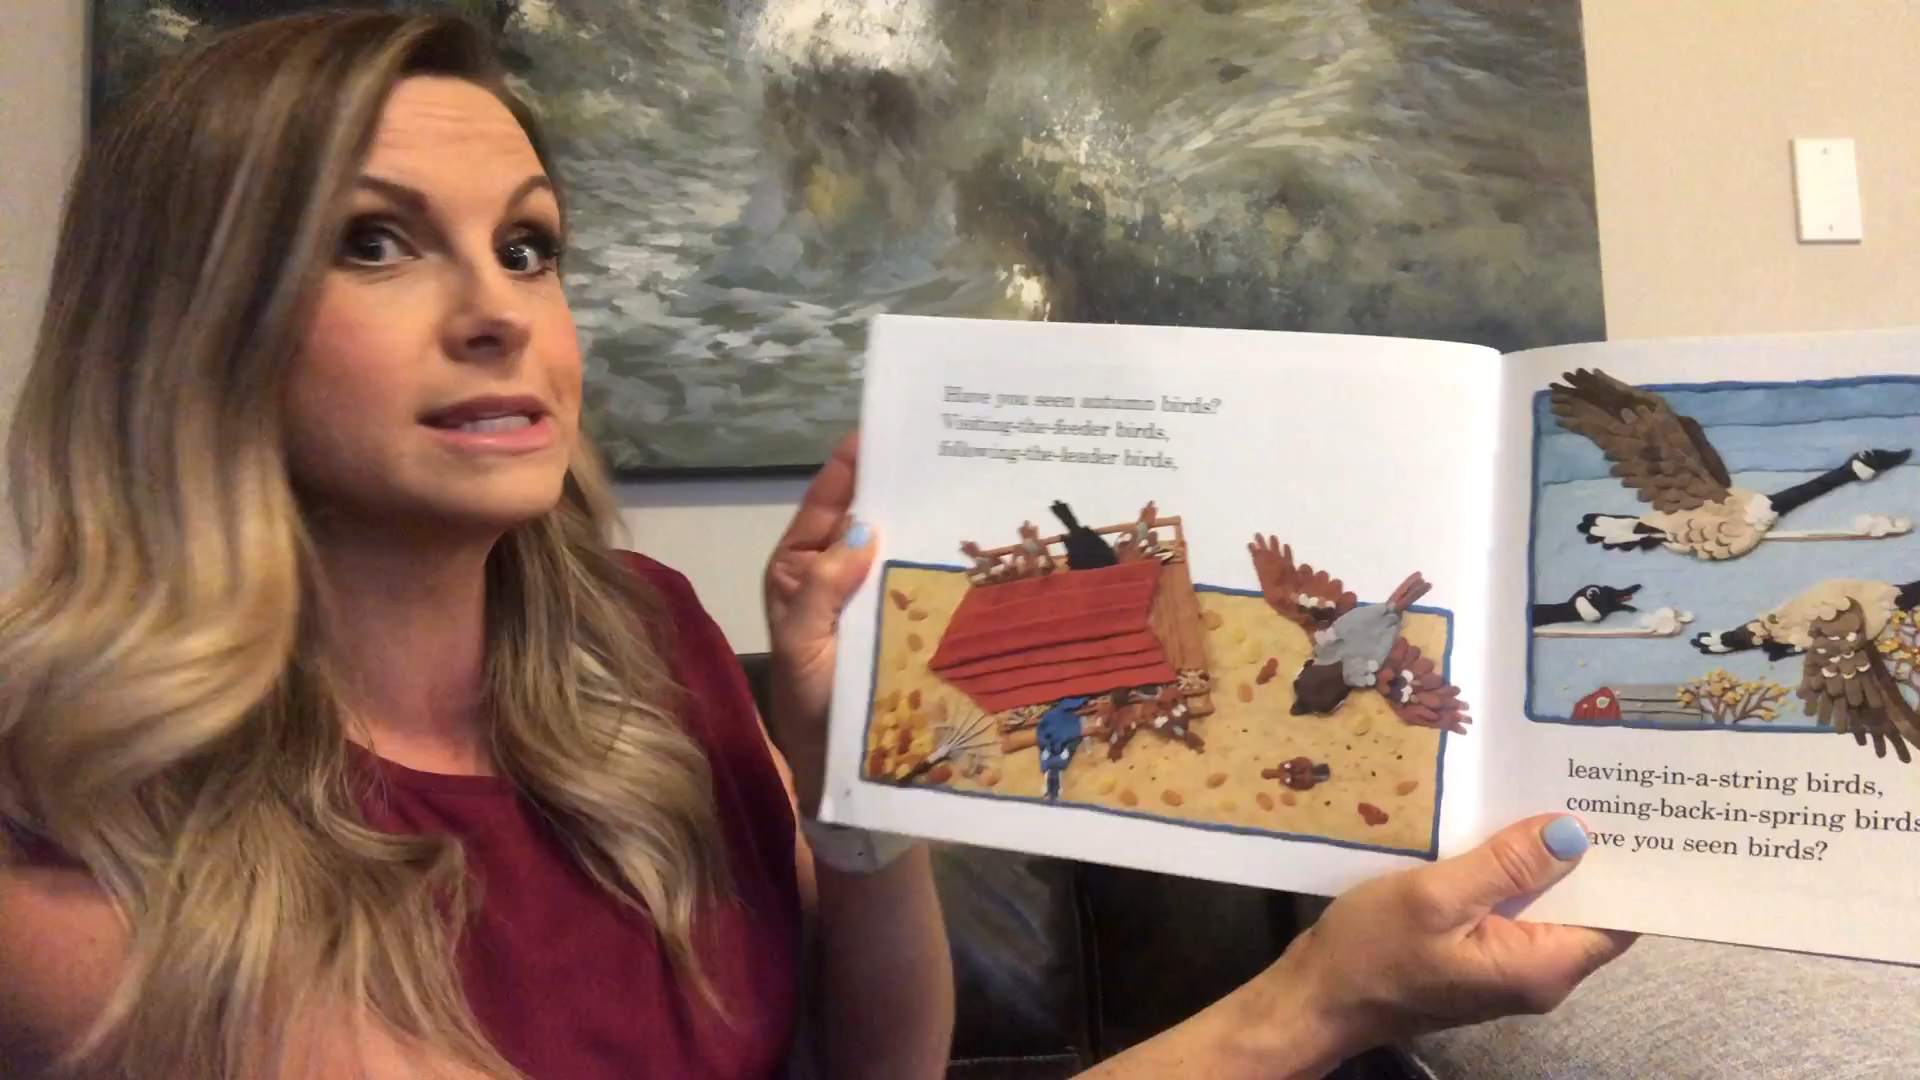 Have you seen autumn birds?
Visiting-the-feeder birds,
following-the-leader birds,
leaving-in-a-string birds,
coming-back-in-spring birds
have you seen birds?